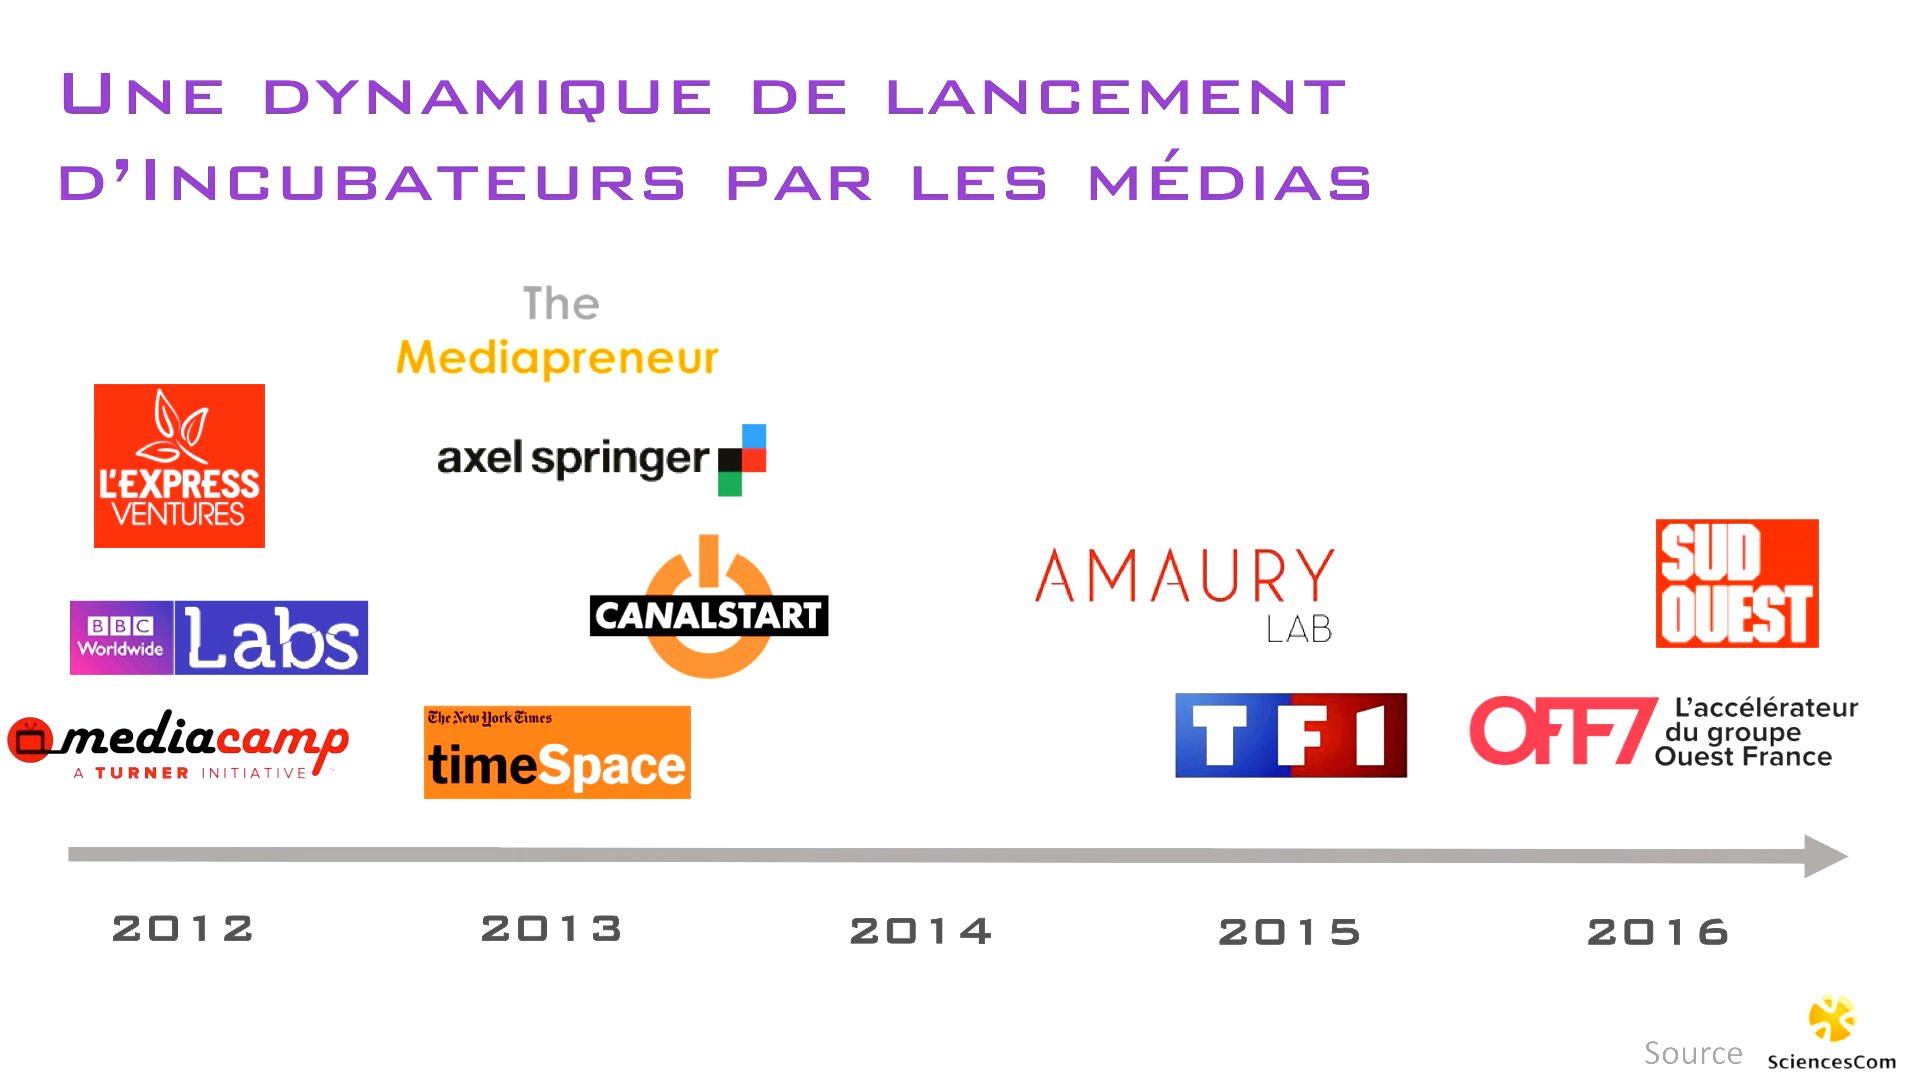 Une dynamique de lancement
d’Incubateurs par les médias
The
Mediapreneur
axel springer
L'EXPRESS
VENTURES
CANALSTART
AMAURY
LAB
SUD
OUEST
BBC
Worldwide
Labs
mediacamp
A TURNER INITIATIVE
The New York Times
timeSpace
TF1
OFF7
L’accélérateur
du groupe
Ouest France
2012
2013
2014
2015
2016
Source
SciencesCom